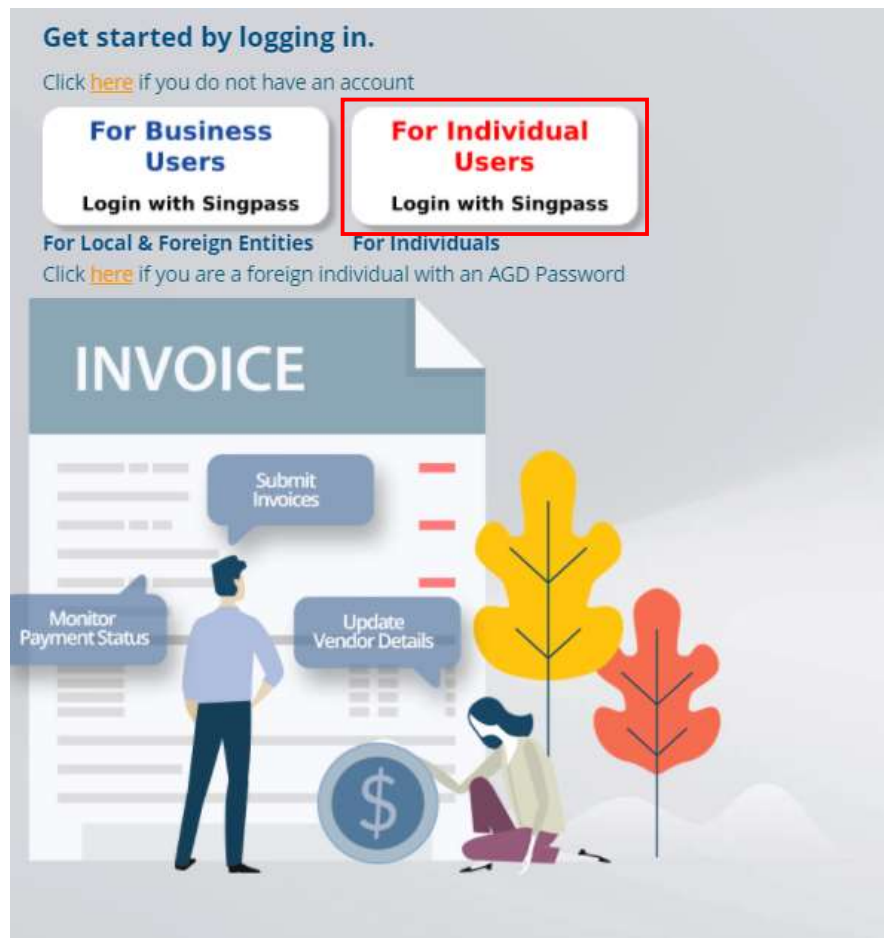 Get started by logging in.
Click here if you do not have an account
For Business
Users
Login with Singpass
For Individual
Users
Login with Singpass
For Local & Foreign Entities
For Individuals
Click here if you are a foreign individual with an AGD Password
INVOICE
Submit
Invoices
Monitor
Payment Status
Update
Vendor Details
$